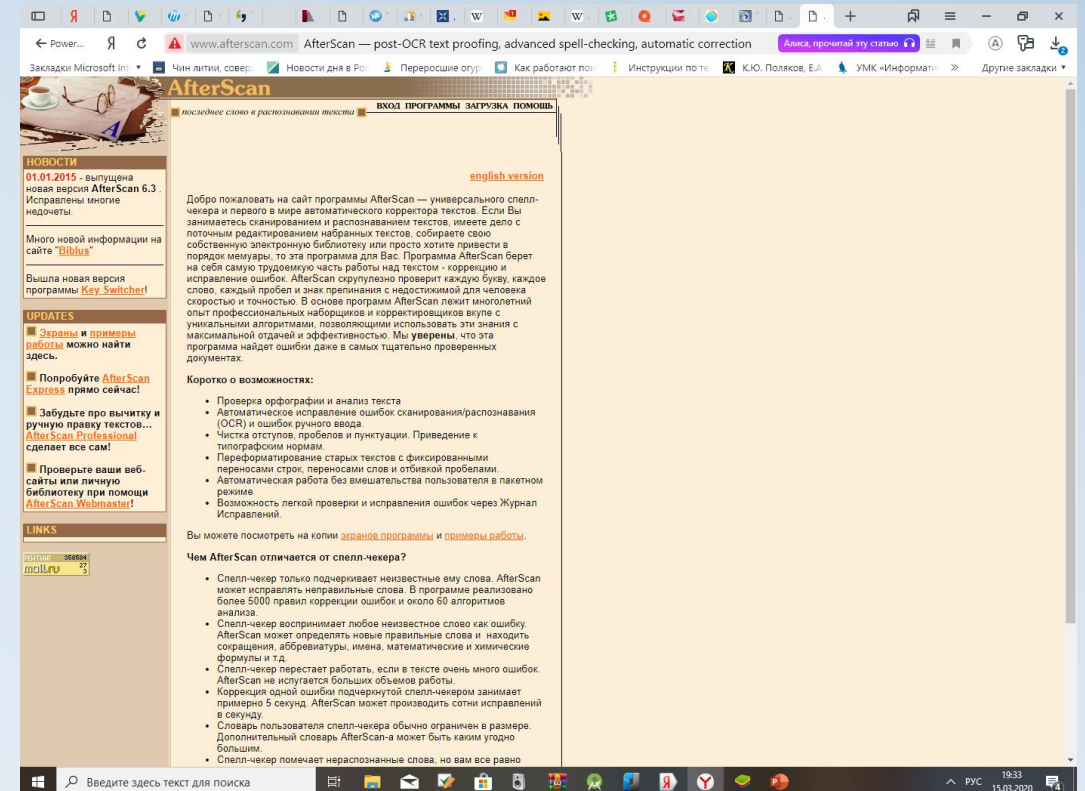 Power...
www.afterscan.com AfterScan — post-OCR text proofing, advanced spell-checking, automatic correction
Алиса, прочитай эту статью
Закладки Microsoft Int
Чин литии, совер
Новости дня в Рос
Переросшие огур
Как работают пои
Инструкции по те
К.Ю. Поляков, Е.А
УМК «Информати
Другие закладки
AfterScan
последнее слово в распознавании текста
ВХОД ПРОГРАММЫ ЗАГРУЗКА ПОМОЩЬ
НОВОСТИ
01.01.2015 - выпущена
новая версия AfterScan 6.3 .
Исправлены многие
недочеты.
Много новой информации на
сайте "Biblus"
Вышла новая версия
программы Key Switcher!
UPDATES
Экраны и примеры
работы можно найти
здесь.
Попробуйте AfterScan
Express прямо сейчас!
Забудьте про вычитку и
ручную правку текстов...
AfterScan Professional
сделает все сам!
Проверьте ваши веб-
сайты или личную
библиотеку при помощи
AfterScan Webmaster!
LINKS
РЕЙТИНГ 358504
mail.ru 27
3
english version
Добро пожаловать на сайт программы AfterScan — универсального спелл-
чекера и первого в мире автоматического корректора текстов. Если Вы
занимаетесь сканированием и распознаванием текстов, имеете дело с
поточным редактированием набранных текстов, собираете свою
собственную электронную библиотеку или просто хотите привести в
порядок мемуары, то эта программа для Вас. Программа AfterScan берет
на себя самую трудоемкую часть работы над текстом - коррекцию и
исправление ошибок. AfterScan скрупулезно проверит каждую букву, каждое
слово, каждый пробел и знак препинания с недостижимой для человека
скоростью и точностью. В основе программ AfterScan лежит многолетний
опыт профессиональных наборщиков и корректировщиков вкупе с
уникальными алгоритмами, позволяющими использовать эти знания с
максимальной отдачей и эффективностью. Мы уверены, что эта
программа найдет ошибки даже в самых тщательно проверенных
документах.
Коротко о возможностях:
• Проверка орфографии и анализ текста
• Автоматическое исправление ошибок сканирования/распознавания
(OCR) и ошибок ручного ввода.
• Чистка отступов, пробелов и пунктуации. Приведение к
типографским нормам.
• Переформатирование старых текстов с фиксированными
переносами строк, переносами слов и отбивкой пробелами.
• Автоматическая работа без вмешательства пользователя в пакетном
режиме
• Возможность легкой проверки и исправления ошибок через Журнал
Исправлений.
Вы можете посмотреть на копии экранов программы и примеры работы.
Чем AfterScan отличается от спелл-чекера?
• Спелл-чекер только подчеркивает неизвестные ему слова. AfterScan
может исправлять неправильные слова. В программе реализовано
более 5000 правил коррекции ошибок и около 60 алгоритмов
анализа.
• Спелл-чекер воспринимает любое неизвестное слово как ошибку.
AfterScan может определять новые правильные слова и находить
сокращения, аббревиатуры, имена, математические и химические
формулы и т.д.
• Спелл-чекер перестает работать, если в тексте очень много ошибок.
AfterScan не испугается больших объемов работы.
• Коррекция одной ошибки подчеркнутой спелл-чекером занимает
примерно 5 секунд. AfterScan может производить сотни исправлений
в секунду.
• Словарь пользователя спелл-чекера обычно ограничен в размере.
Дополнительный словарь AfterScan-а может быть каким угодно
большим.
• Спелл-чекер помечает нераспознанные слова, но вам все равно
Введите здесь текст для поиска
РУС
19:33
15.03.2020